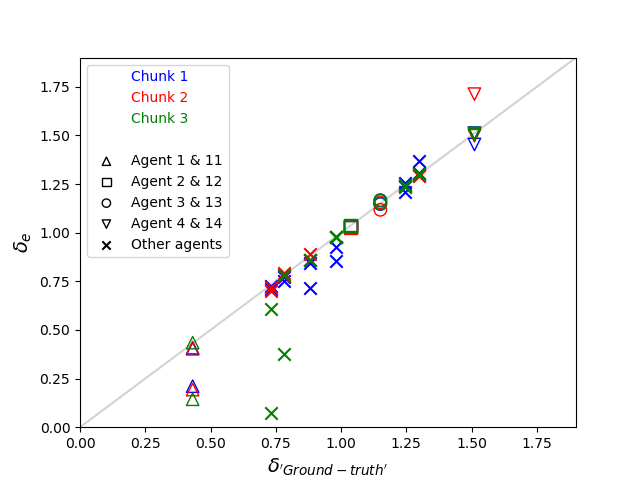 Chunk 1
Chunk 2
Chunk 3
Agent 1 & 11
Agent 2 & 12
Agent 3 & 13
Agent 4 & 14
Other agents
1.75
1.50
1.25
1.00
0.75
0.50
0.25
0.00
δe
0.00 0.25 0.50 0.75 1.00 1.25 1.50 1.75
δ'Ground − truth'